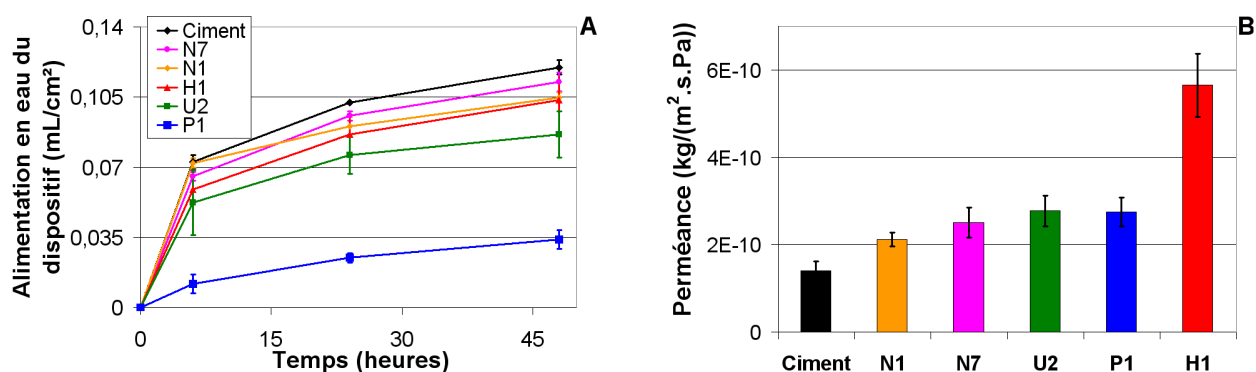 A
Alimentation en eau du
dispositif (mL/cm²)
0,14
0,105
0,07
0,035
0
Ciment
N7
N1
H1
U2
P1
0
15
30
45
Temps (heures)
B
Perméance (kg/(m².s.Pa))
6E-10
4E-10
2E-10
0
Ciment
N1
N7
U2
P1
H1